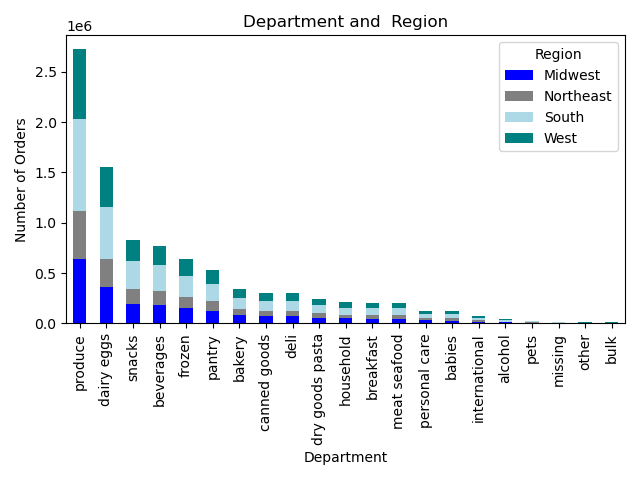 Department and  Region
1e6
Number of Orders
2.5
2.0
1.5
1.0
0.5
0.0
Region
Midwest
Northeast
South
West
produce
dairy eggs
snacks
beverages
frozen
pantry
bakery
canned goods
deli
dry goods pasta
household
breakfast
meat seafood
personal care
babies
international
alcohol
pets
missing
other
bulk
Department